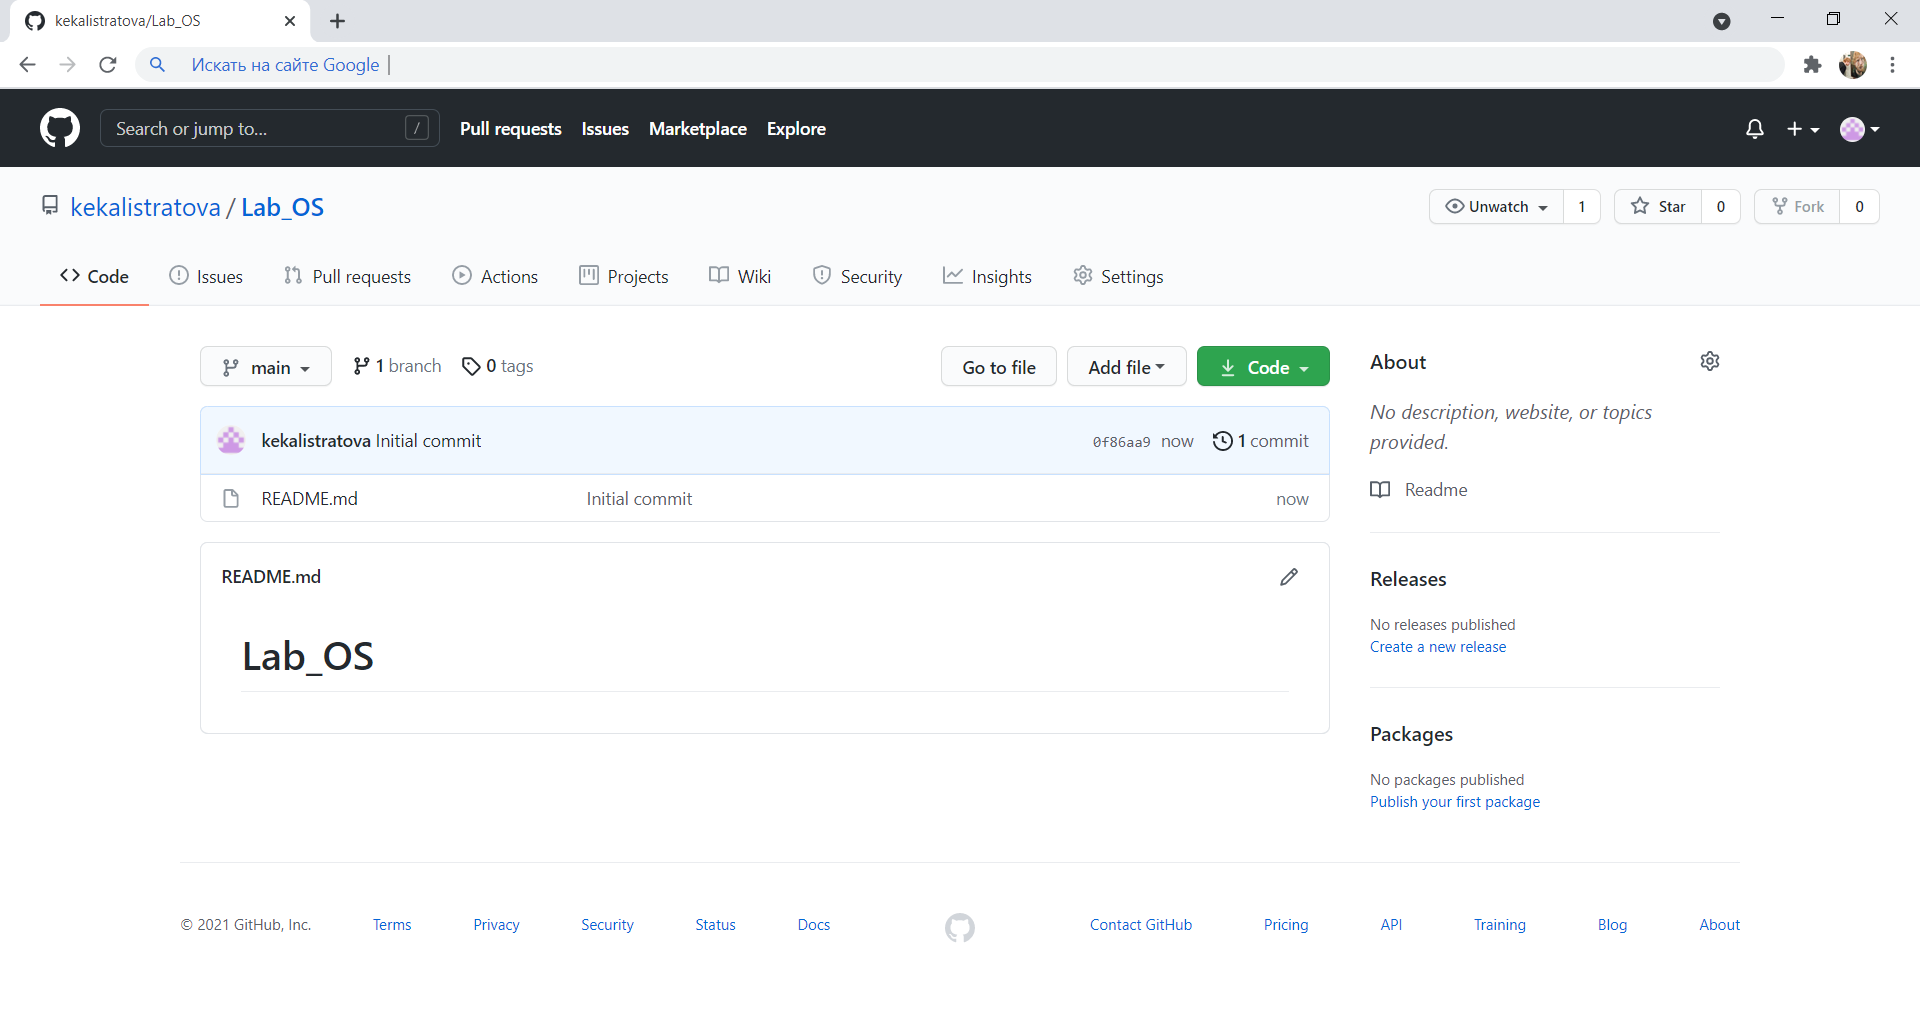 kekalistratova/Lab_OS
Искать на сайте Google
Search or jump to... /
Pull requests Issues Marketplace Explore
kekalistratova / Lab_OS
Unwatch 1 Star 0 Fork 0
Code Issues Pull requests Actions Projects Wiki Security Insights Settings
main 1 branch 0 tags
Go to file Add file Code
kekalistratova Initial commit 0f86aa9 now 1 commit
README.md Initial commit now
README.md
Lab_OS
About
No description, website, or topics
provided.
Readme
Releases
No releases published
Create a new release
Packages
No packages published
Publish your first package
© 2021 GitHub, Inc. Terms Privacy Security Status Docs Contact GitHub Pricing API Training Blog About